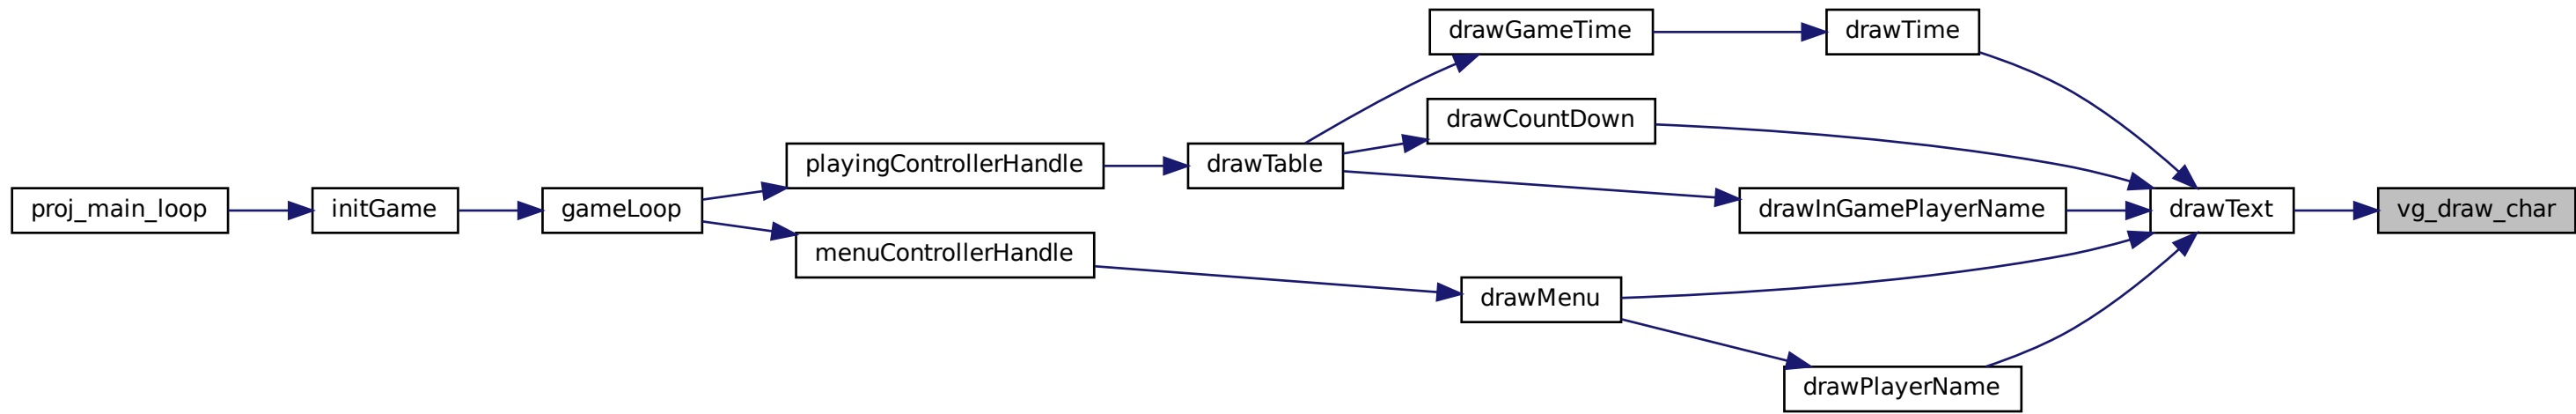 drawGameTime
drawTime
drawCountDown
playingControllerHandle
drawTable
proj_main_loop
initGame
gameLoop
drawInGamePlayerName
drawText
vg_draw_char
menuControllerHandle
drawMenu
drawPlayerName